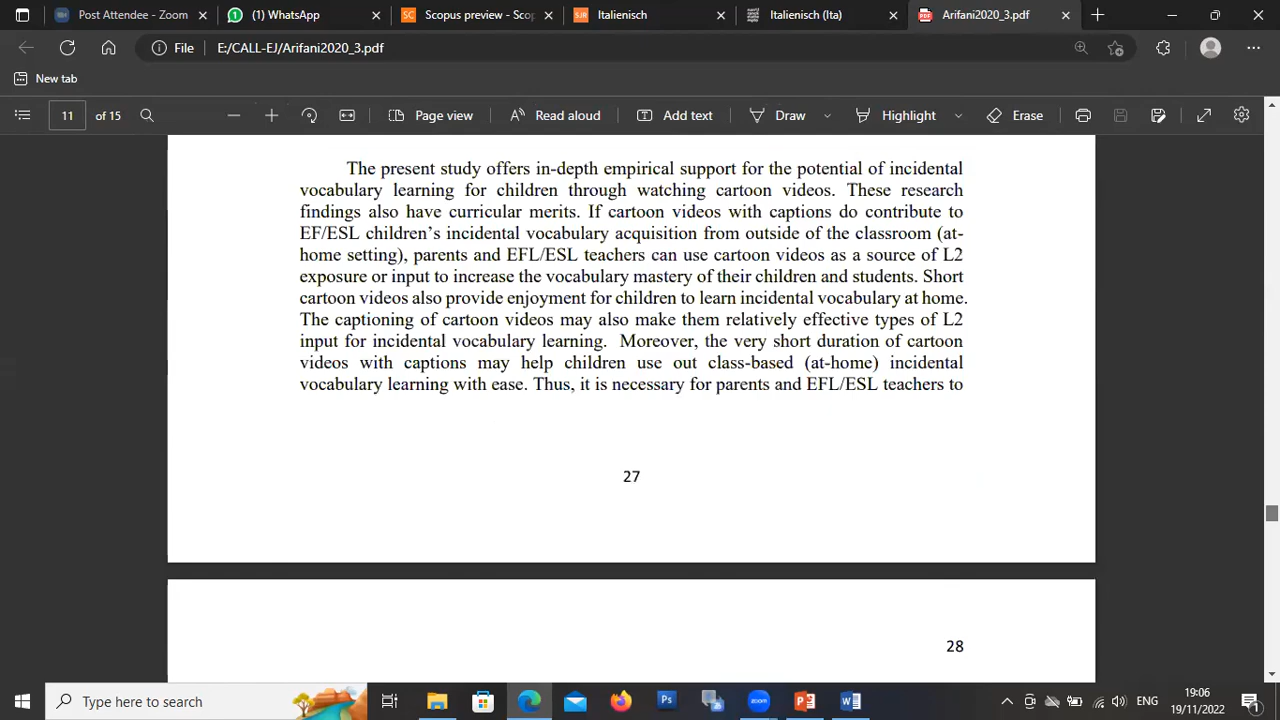 Post Attendee - Zoom
(1) WhatsApp
SC Scopus preview - Sco
SJR Italienisch
Italienisch (Ita)
PDF Arifani2020_3.pdf
File E:/CALL-EJ/Arifani2020_3.pdf
New tab
11 of 15 Page view Read aloud Add text Draw Highlight Erase
The present study offers in-depth empirical support for the potential of incidental
vocabulary learning for children through watching cartoon videos. These research
findings also have curricular merits. If cartoon videos with captions do contribute to
EF/ESL children’s incidental vocabulary acquisition from outside of the classroom (at-
home setting), parents and EFL/ESL teachers can use cartoon videos as a source of L2
exposure or input to increase the vocabulary mastery of their children and students. Short
cartoon videos also provide enjoyment for children to learn incidental vocabulary at home.
The captioning of cartoon videos may also make them relatively effective types of L2
input for incidental vocabulary learning. Moreover, the very short duration of cartoon
videos with captions may help children use out class-based (at-home) incidental
vocabulary learning with ease. Thus, it is necessary for parents and EFL/ESL teachers to
27
28
Type here to search
Ps
zoom
ENG
19:06
19/11/2022
1